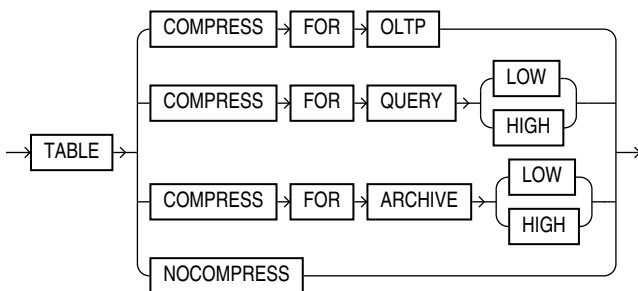 COMPRESS FOR OLTP
LOW
COMPRESS FOR QUERY
HIGH
TABLE
LOW
COMPRESS FOR ARCHIVE
HIGH
NOCOMPRESS